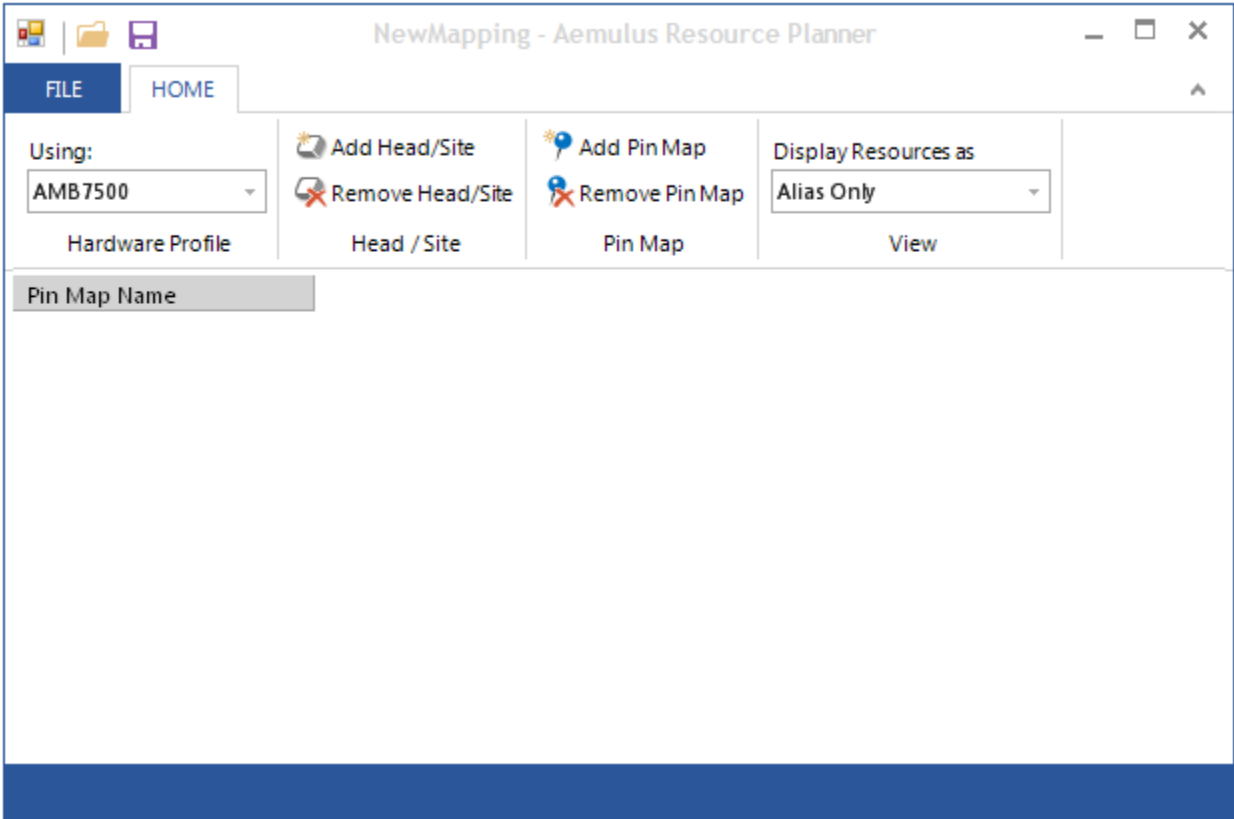 NewMapping - Aemulus Resource Planner
FILE HOME
Using:
AMB7500
Hardware Profile
Add Head/Site
Remove Head/Site
Head / Site
Add Pin Map
Remove Pin Map
Pin Map
Display Resources as
Alias Only
View
Pin Map Name